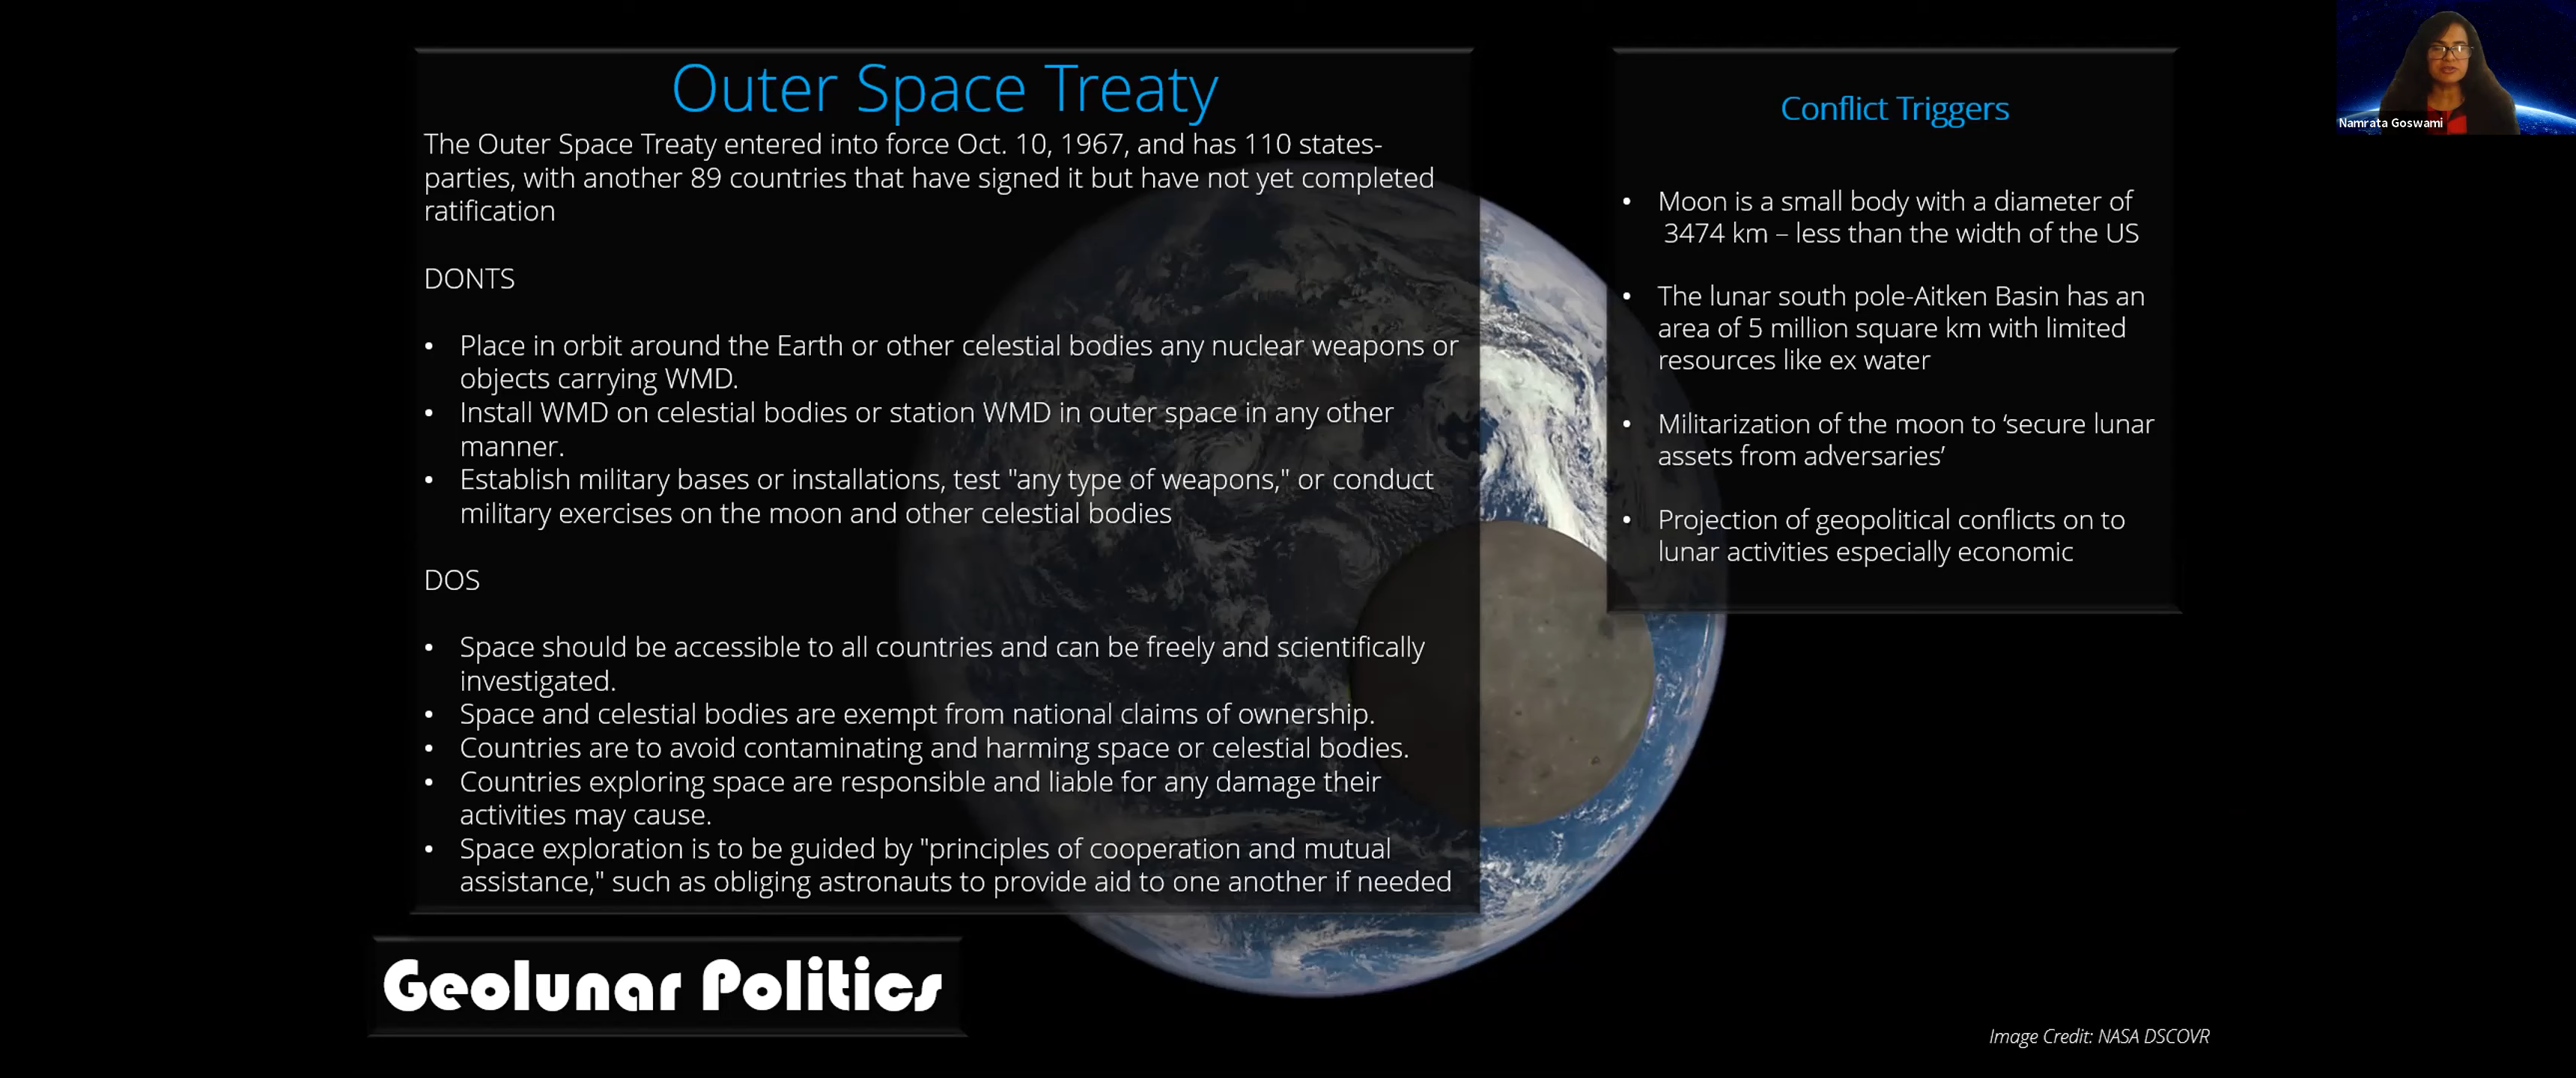 Outer Space Treaty
The Outer Space Treaty entered into force Oct. 10, 1967, and has 110 states-
parties, with another 89 countries that have signed it but have not yet completed
ratification
DONTS
• Place in orbit around the Earth or other celestial bodies any nuclear weapons or
objects carrying WMD.
• Install WMD on celestial bodies or station WMD in outer space in any other
manner.
• Establish military bases or installations, test "any type of weapons," or conduct
military exercises on the moon and other celestial bodies
DOS
• Space should be accessible to all countries and can be freely and scientifically
investigated.
• Space and celestial bodies are exempt from national claims of ownership.
• Countries are to avoid contaminating and harming space or celestial bodies.
• Countries exploring space are responsible and liable for any damage their
activities may cause.
• Space exploration is to be guided by "principles of cooperation and mutual
assistance," such as obliging astronauts to provide aid to one another if needed
Geolunar Politics
Conflict Triggers
• Moon is a small body with a diameter of
3474 km – less than the width of the US
• The lunar south pole-Aitken Basin has an
area of 5 million square km with limited
resources like ex water
• Militarization of the moon to ‘secure lunar
assets from adversaries’
• Projection of geopolitical conflicts on to
lunar activities especially economic
Namrata Goswami
Image Credit: NASA DSCOVR